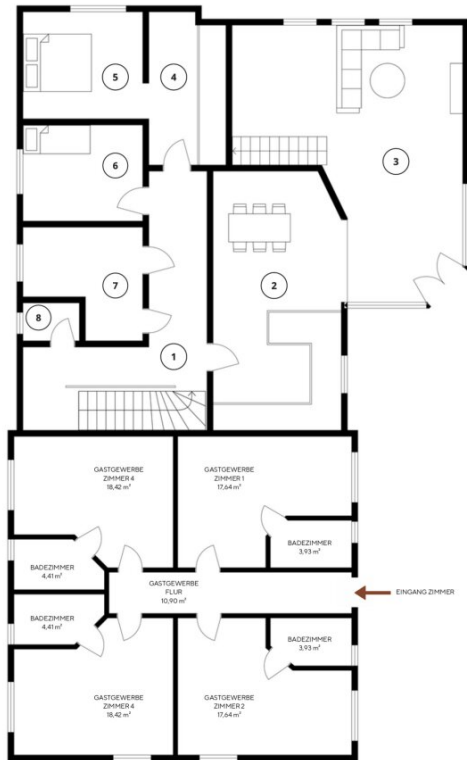 5
4
6
3
7
2
8
1
GASTGEWERBE
ZIMMER 4
18,42 m²
GASTGEWERBE
ZIMMER 1
17,64 m²
BADEZIMMER
3,93 m²
BADEZIMMER
4,41 m²
GASTGEWERBE
FLUR
10,90 m²
EINGANG ZIMMER
BADEZIMMER
4,41 m²
BADEZIMMER
3,93 m²
GASTGEWERBE
ZIMMER 4
18,42 m²
GASTGEWERBE
ZIMMER 2
17,64 m²